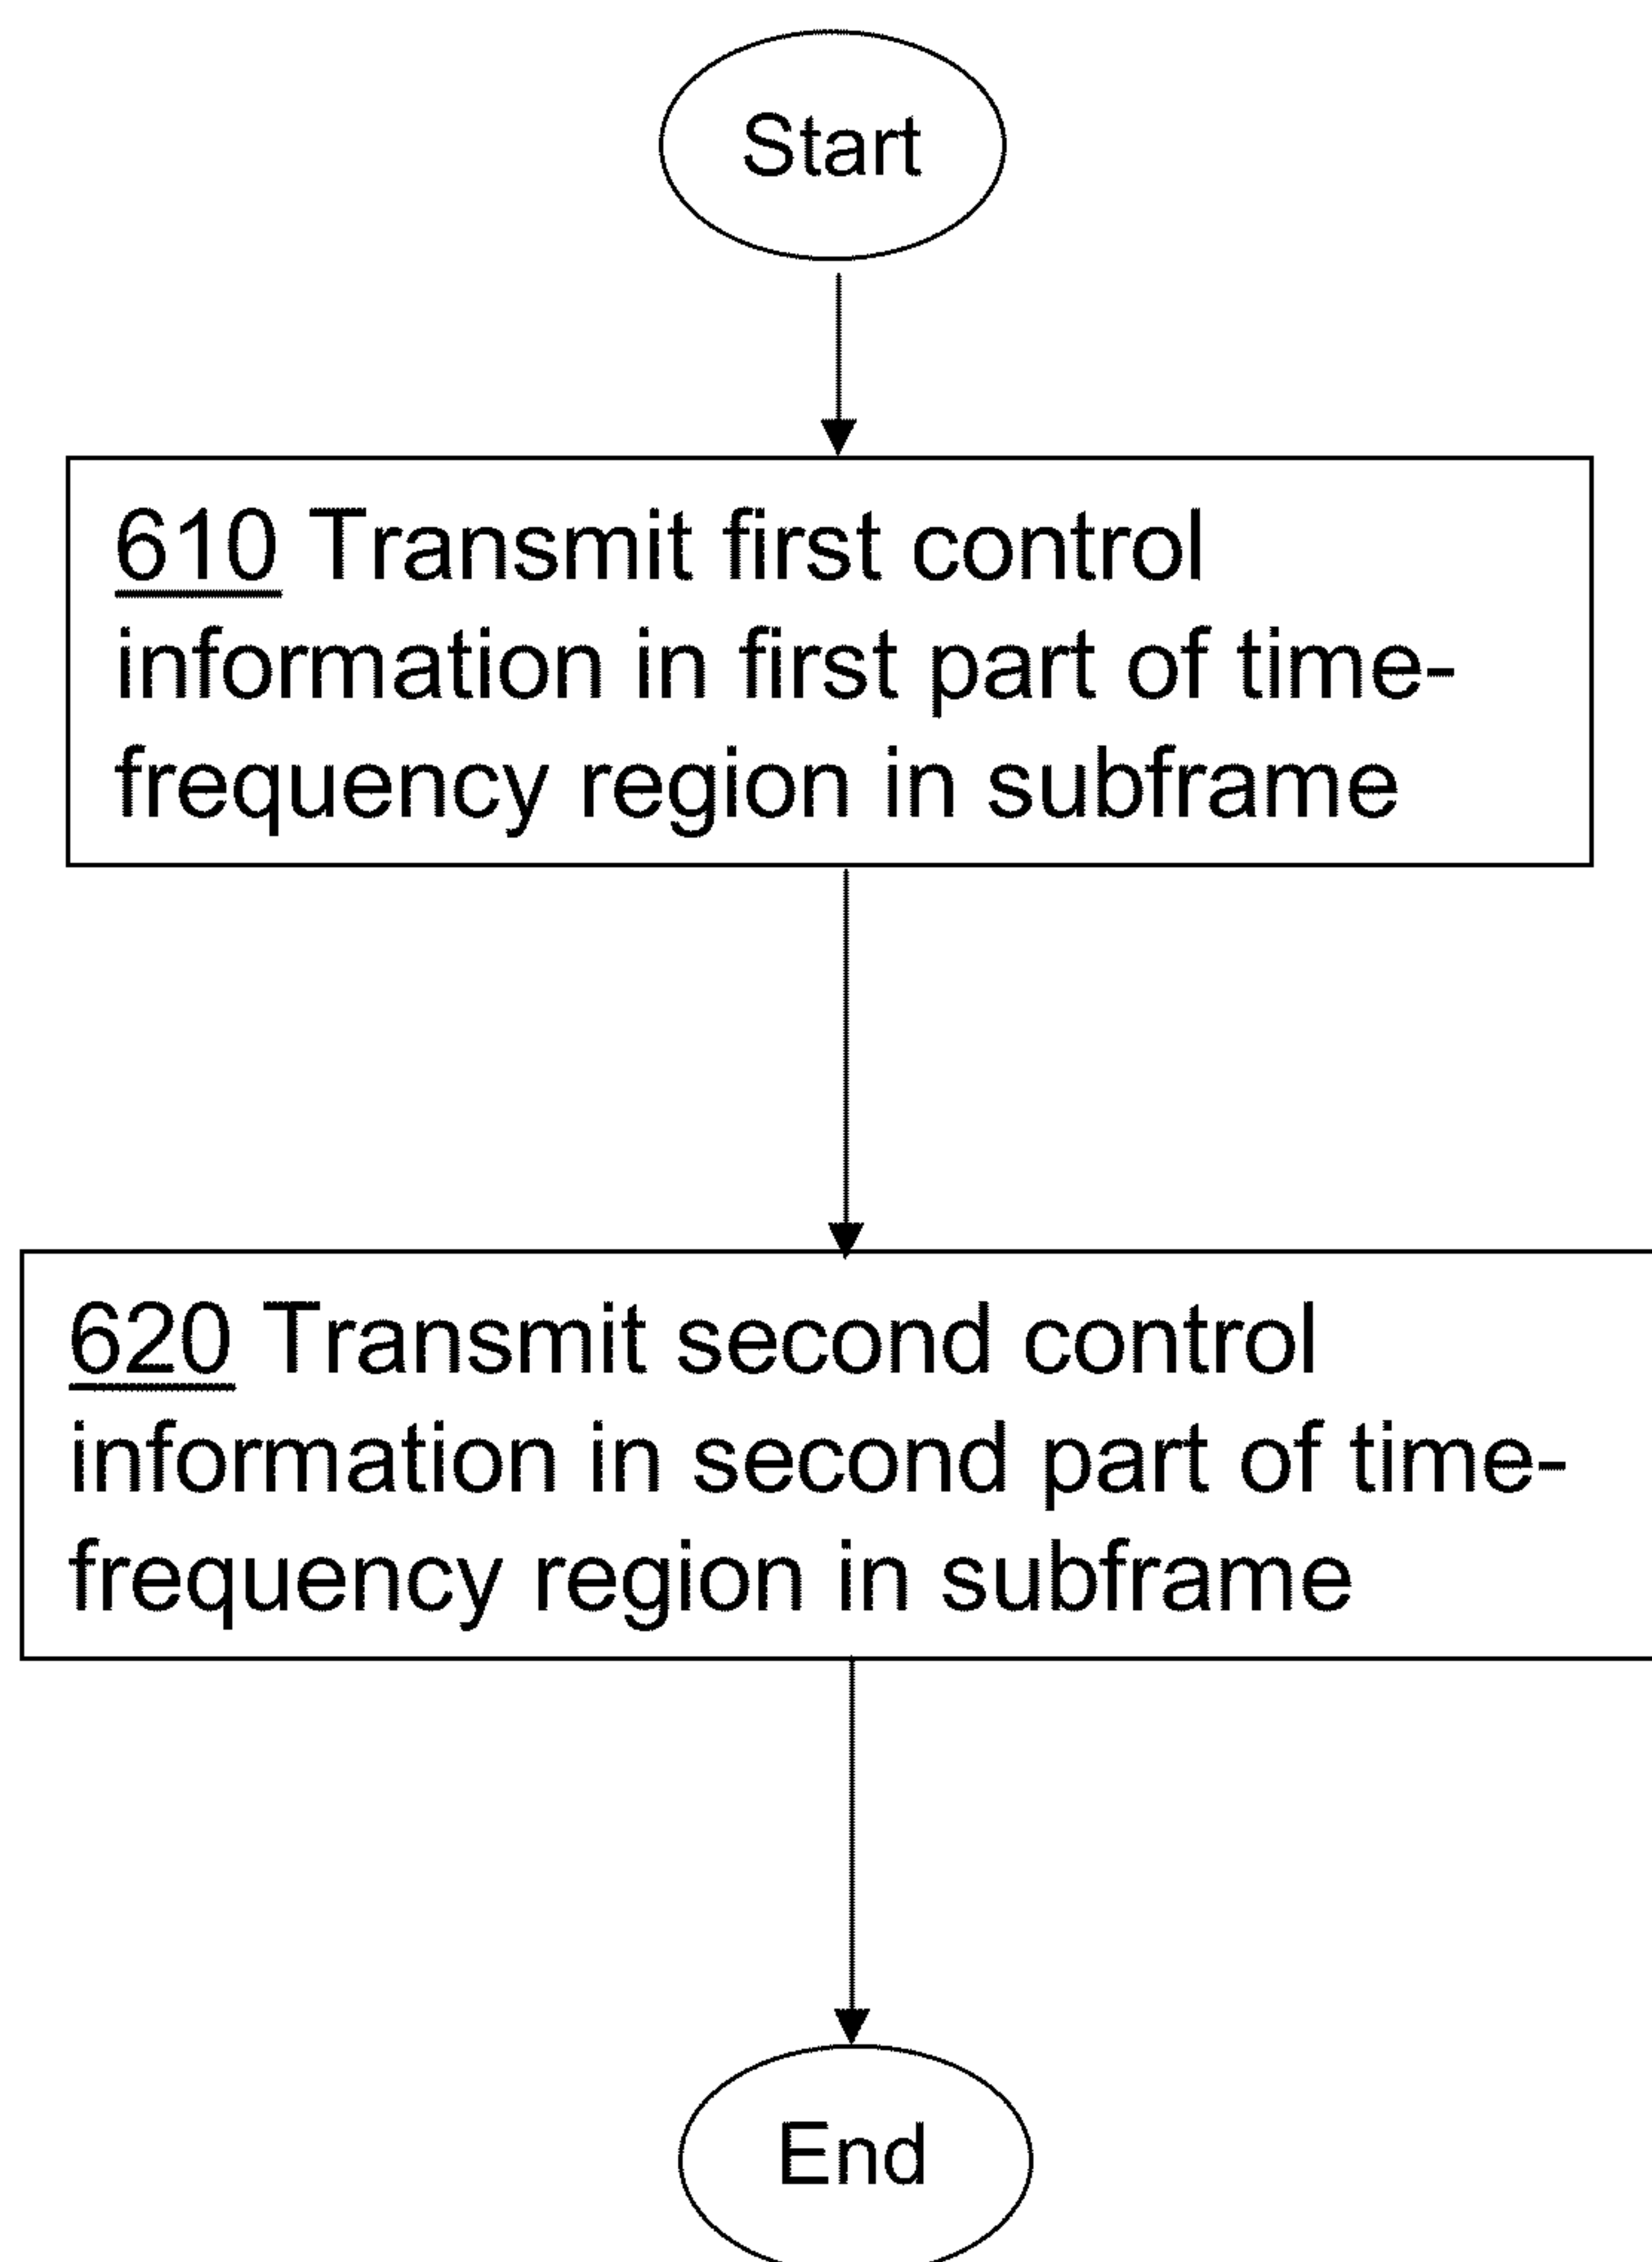 Start
610 Transmit first control
information in first part of time-
frequency region in subframe
620 Transmit second control
information in second part of time-
frequency region in subframe
End